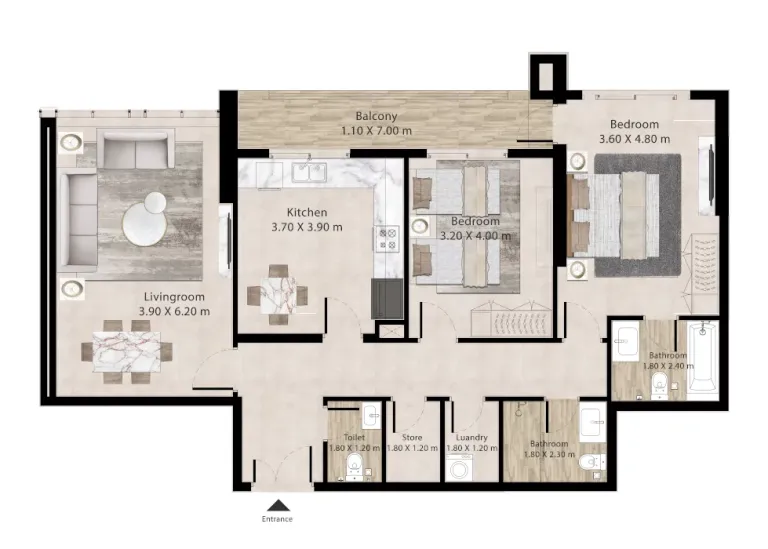 Balcony
1.10 X 7.00 m
Bedroom
3.60 X 4.80 m
Kitchen
3.70 X 3.90 m
Bedroom
3.20 X 4.00 m
Livingroom
3.90 X 6.20 m
Bathroom
1.80 X 2.40 m
Toilet
1.80 X 1.20 m
Store
1.80 X 1.20 m
Luandry
1.80 X 1.20 m
Bathroom
1.80 X 2.30 m
Entrance